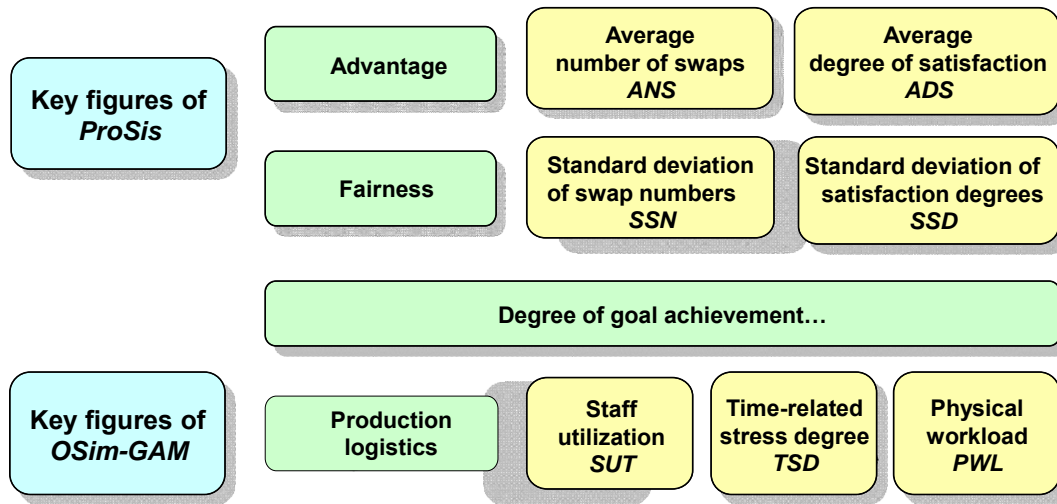 Key figures of
ProSis
Advantage
Average
number of swaps
ANS
Average
degree of satisfaction
ADS
Fairness
Standard deviation
of swap numbers
SSN
Standard deviation of
satisfaction degrees
SSD
Degree of goal achievement…
Key figures of
OSim-GAM
Production
logistics
Staff
utilization
SUT
Time-related
stress degree
TSD
Physical
workload
PWL